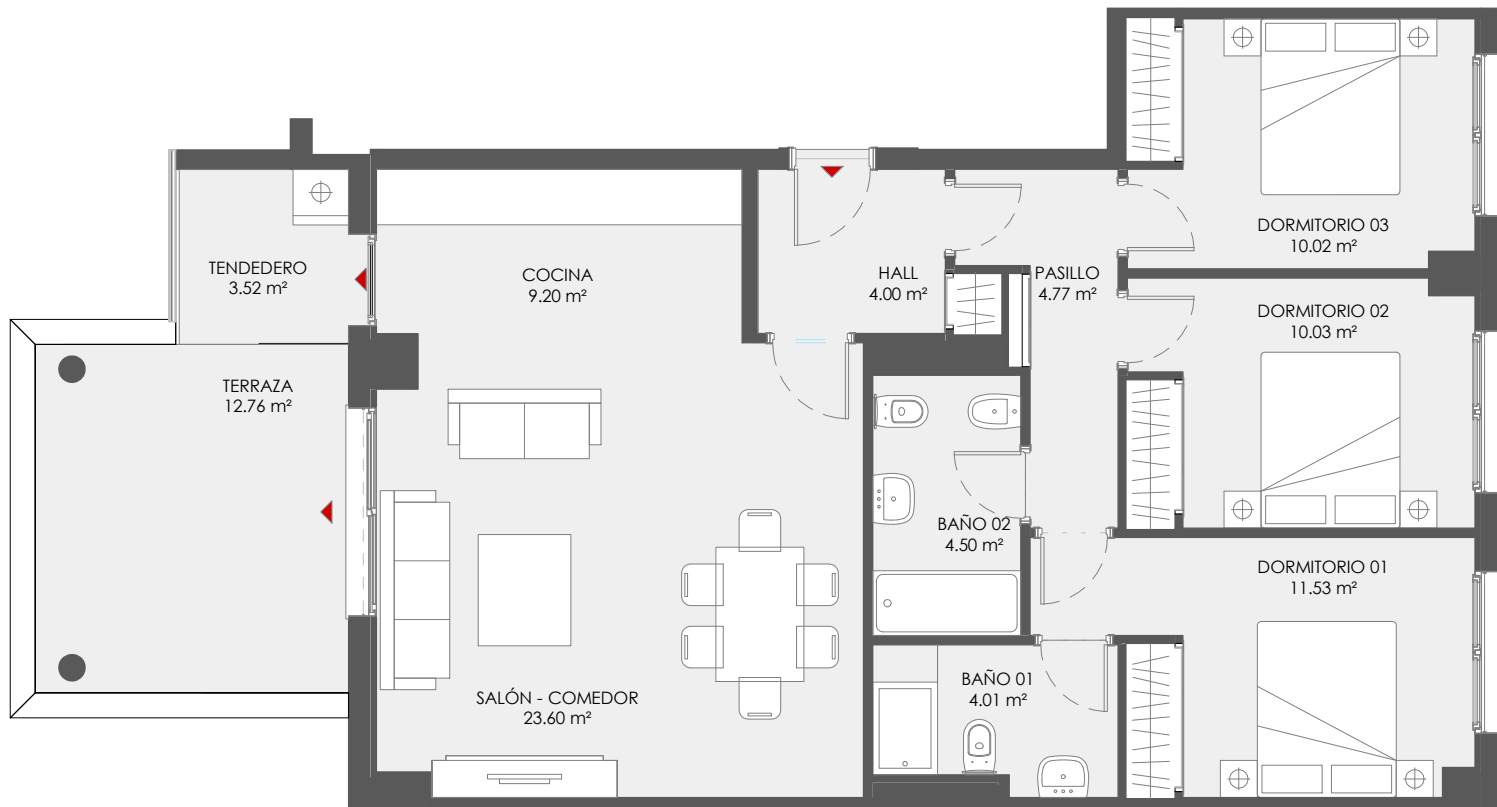 DORMITORIO 03
10.02 m²
TENDEDERO
3.52 m²
COCINA
9.20 m²
HALL
4.00 m²
PASILLO
4.77 m²
DORMITORIO 02
10.03 m²
TERRAZA
12.76 m²
BAÑO 02
4.50 m²
DORMITORIO 01
11.53 m²
SALÓN - COMEDOR
23.60 m²
BAÑO 01
4.01 m²